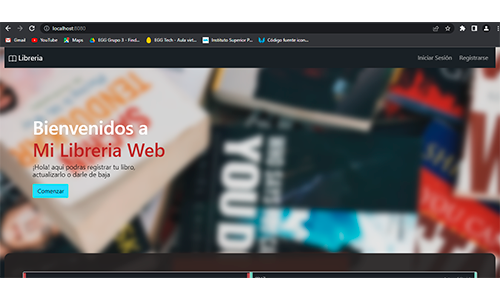 localhost:8080
Gmail YouTube Maps EGG Grupo 3 - Find... EGG Tech - Aula virt... Instituto Superior P... Código fuente icon...
Libreria Iniciar Sesión Registrarse
Bienvenidos a
Mi Libreria Web
¡Hola! aqui podras registrar tu libro,
actualizarlo o darle de baja
Comenzar
YOU D